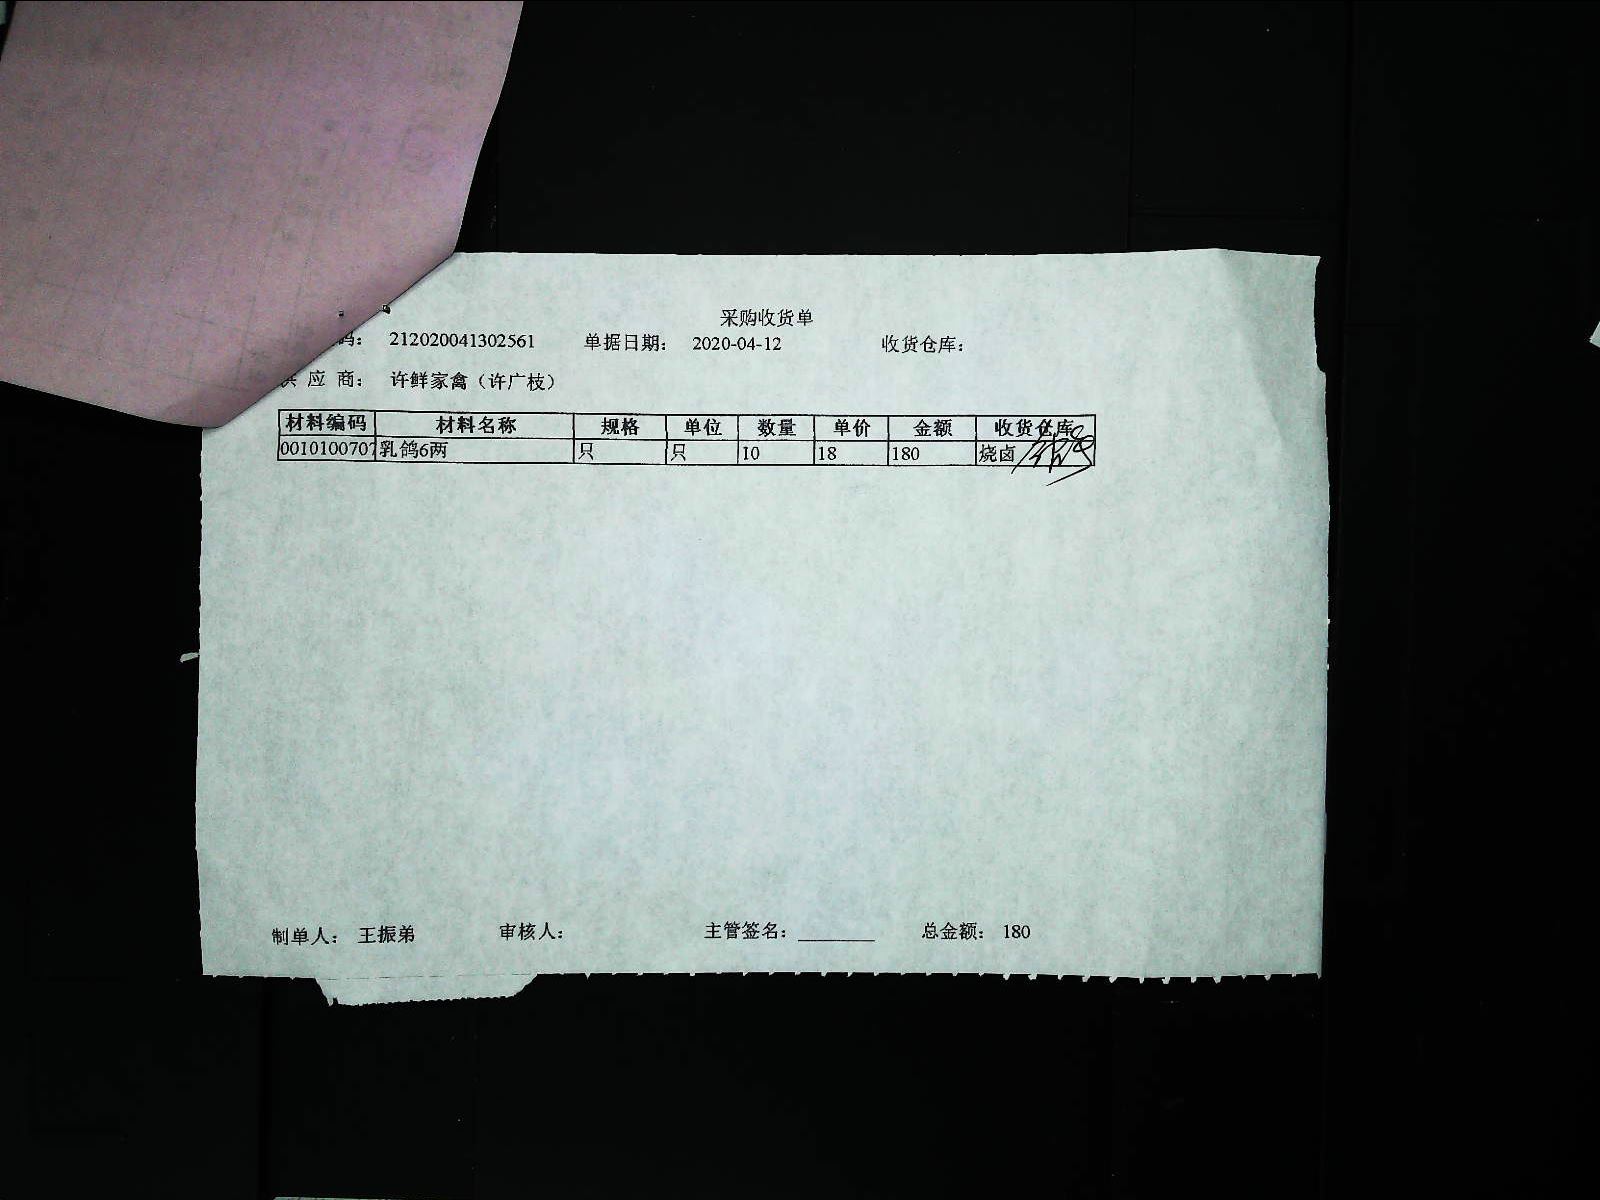 采购收货单
码： 212020041302561 单据日期： 2020-04-12 收货仓库：
供 应 商： 许鲜家禽（许广枝）
材料编码 材料名称 规格 单位 数量 单价 金额 收货仓库
0010100707 乳鸽6两 只 只 10 18 180 烧卤
制单人： 王振弟 审核人： 主管签名： 总金额： 180